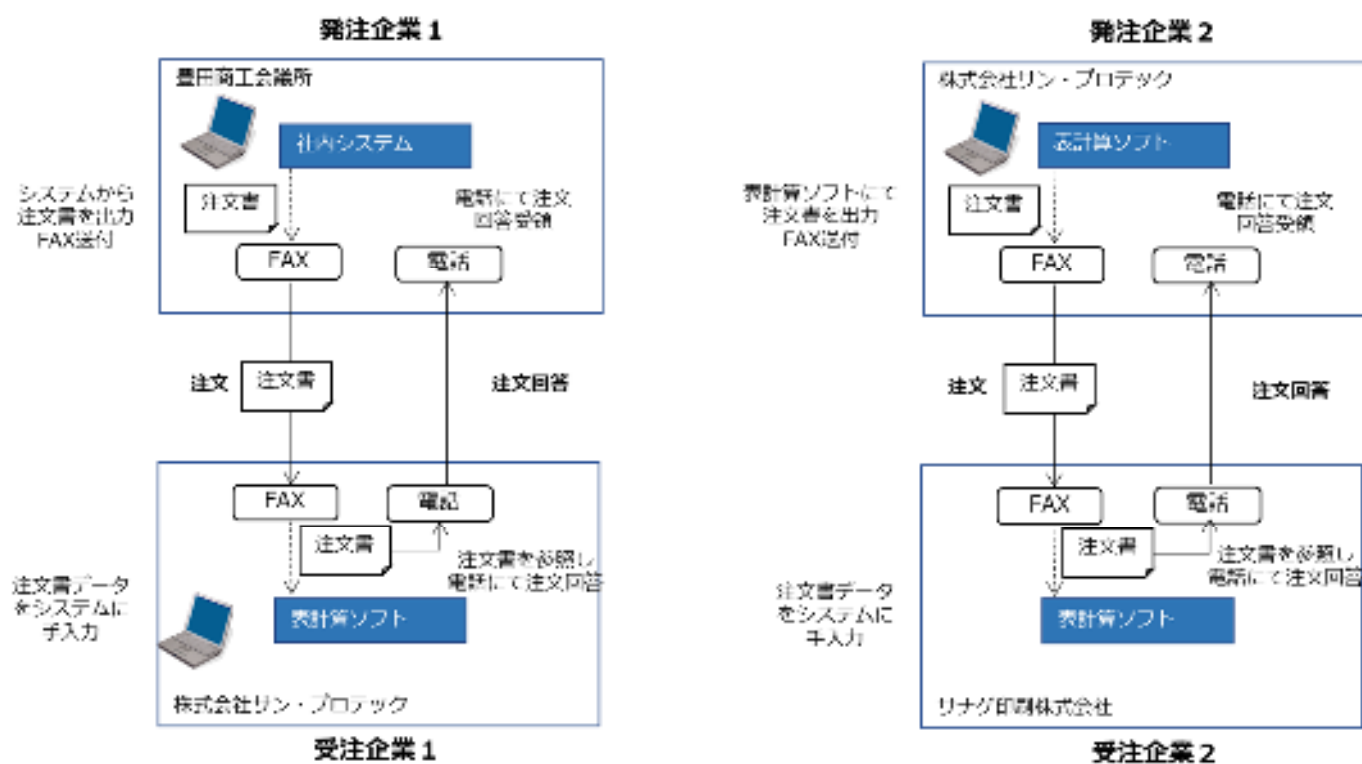 発注企業1
豊田商工会議所
社内システム
システムから
注文書を出力
FAX送付
注文書
電話にて注文
回答受領
FAX
電話
注文
注文書
注文回答
FAX
電話
注文書
注文書を参照し
電話にて注文回答
注文書データ
をシステムに
手入力
表計算ソフト
株式会社リン・プロテック
受注企業1
発注企業2
株式会社リン・プロテック
表計算ソフト
表計算ソフトにて
注文書を出力
FAX送付
注文書
電話にて注文
回答受領
FAX
電話
注文
注文書
注文回答
FAX
電話
注文書
注文書を参照し
電話にて注文回答
注文書データ
をシステムに
手入力
表計算ソフト
リナゲ印刷株式会社
受注企業2